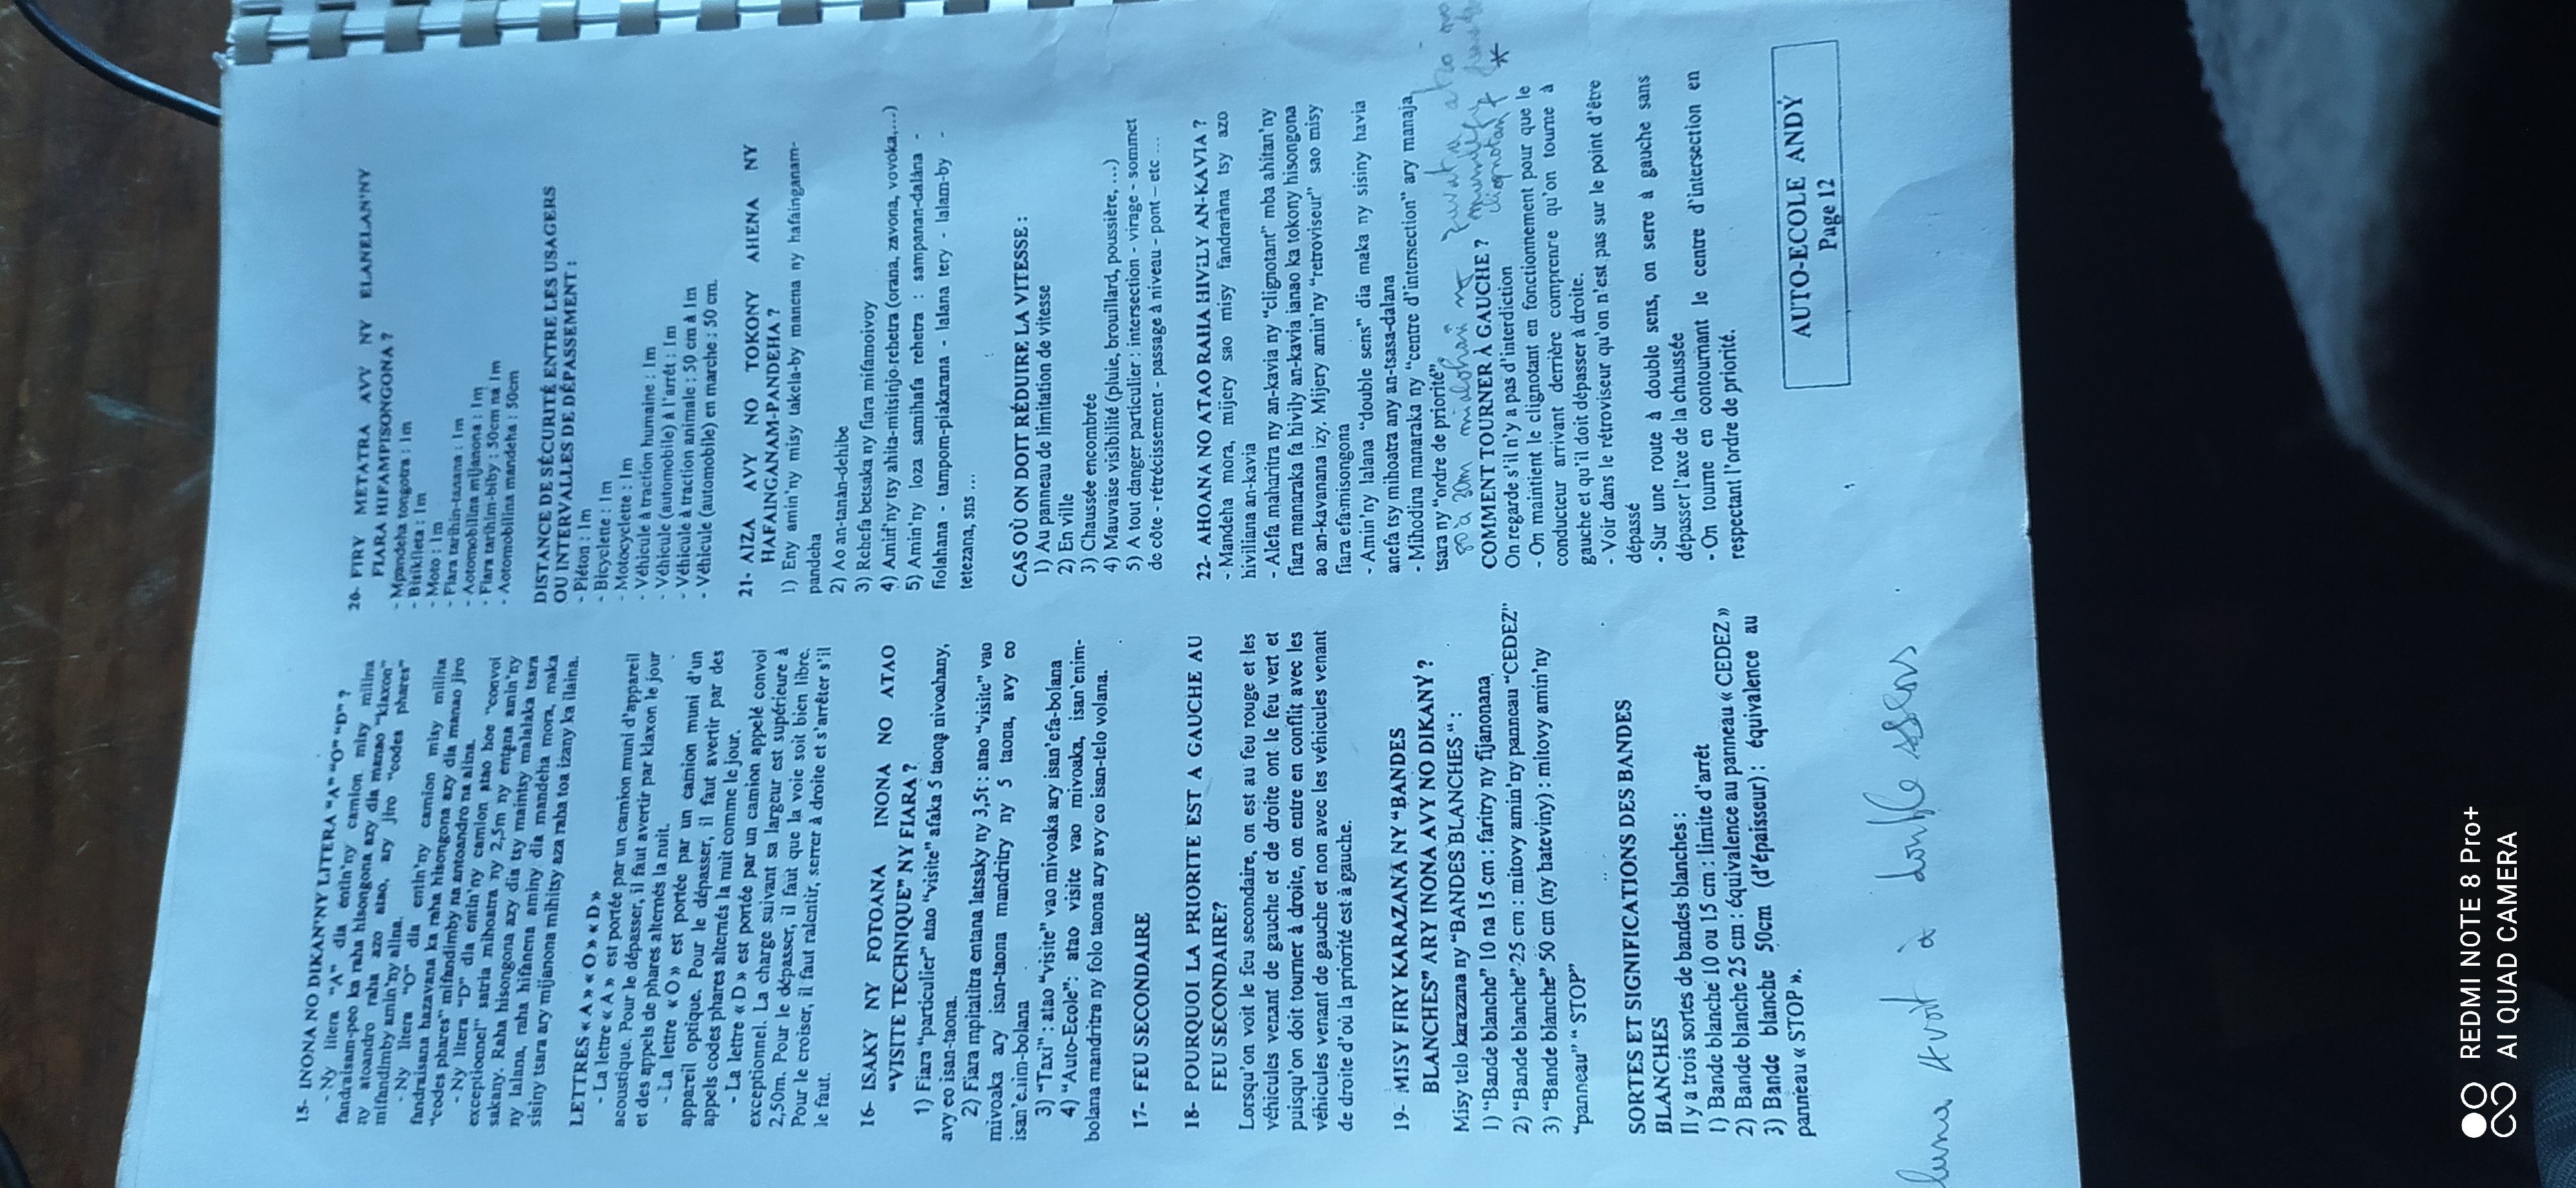 15- INONA NO DIKAN'NY LITERA "A" "O" "D" ?
- Ny litera "A" dia entin'ny camion misy milina
fandraisam-peo ka raha hisongona azy dia manao "klaxon"
ny atoandro raha azo atao, ary jiro "codes phares"
mifandimby amin'ny alina.
- Ny litera "O" dia entin'ny camion misy milina
fandraisana hazavana ka raha hisongona azy dia manao jiro
"codes phares" mifandimby na antoandro na alina.
- Ny litera "D" dia entin'ny camion atao hoe "convoi
exceptionnel" satria mihoatra ny 2,5m ny entana amin'ny
sakany. Raha hisongona azy dia tsy maintsy malalaka tsara
ny lalana, raha hifanena aminy dia mandeha mora, maka
sisiny tsara ary mijanona mihitsy aza raha toa izany ka ilaina.
LETTRES « A » « O » « D »
- La lettre « A » est portée par un camion muni d'appareil
acoustique. Pour le dépasser, il faut avertir par klaxon le jour
et des appels de phares alternés la nuit.
- La lettre « O » est portée par un camion muni d'un
appareil optique. Pour le dépasser, il faut avertir par des
appels codes phares alternés la nuit comme le jour.
- La lettre « D » est portée par un camion appelé convoi
exceptionnel. La charge suivant sa largeur est supérieure à
2,50m. Pour le dépasser, il faut que la voie soit bien libre.
Pour le croiser, il faut ralentir, serrer à droite et s'arrêter s'il
le faut.
16- ISAKY NY FOTOANA INONA NO ATAO
"VISITE TECHNIQUE" NY FIARA ?
1) Fiara "particulier" atao "visite" afaka 5 taona nivoahany,
avy eo isan-taona.
2) Fiara mpitatitra entana latsaky ny 3,5t : atao "visite" vao
mivoaka ary isan-taona mandritry ny 5 taona, avy eo
isan'enim-bolana
3) "Taxi" : atao "visite" vao mivoaka ary isan'efa-bolana
4) "Auto-Ecole": atao visite vao mivoaka, isan'enim-
bolana mandritra ny folo taona ary avy eo isan-telo volana.
17- FEU SECONDAIRE
18- POURQUOI LA PRIORITE EST A GAUCHE AU
FEU SECONDAIRE?
Lorsqu'on voit le feu secondaire, on est au feu rouge et les
véhicules venant de gauche et de droite ont le feu vert et
puisqu'on doit tourner à droite, on entre en conflit avec les
véhicules venant de gauche et non avec les véhicules venant
de droite d'où la priorité est à gauche.
19- MISY FIRY KARAZANA NY "BANDES
BLANCHES" ARY INONA AVY NO DIKANY ?
Misy telo karazana ny "BANDES BLANCHES " :
1) "Bande blanche" 10 na 15 cm : faritry ny fijanonana
2) "Bande blanche" 25 cm : mitovy amin'ny panneau "CEDEZ"
3) "Bande blanche" 50 cm (ny hateviny) : mitovy amin'ny
"panneau" " STOP"
SORTES ET SIGNIFICATIONS DES BANDES
BLANCHES
Il y a trois sortes de bandes blanches :
1) Bande blanche 10 ou 15 cm : limite d'arrêt
2) Bande blanche 25 cm : équivalence au panneau « CEDEZ »
3) Bande blanche 50cm (d'épaisseur) : équivalence au
panneau « STOP ».
à double sens
20- FIRY METATRA AVY NY ELANELAN'NY
FIARA HIFAMPISONGONA ?
- Mpandeha tongotra : 1m
- Bisikileta : 1m
- Moto : 1m
- Fiara tarihin-tanana : 1m
- Aotomobilina mijanona : 1m
- Fiara tarihim-biby : 50cm na 1m
- Aotomobilina mandeha : 50cm
DISTANCE DE SÉCURITÉ ENTRE LES USAGERS
OU INTERVALLES DE DÉPASSEMENT :
- Piéton : 1m
- Bicyclette : 1m
- Motocyclette : 1m
- Véhicule à traction humaine : 1m
- Véhicule (automobile) à l'arrêt : 1m
- Véhicule à traction animale : 50 cm à 1m
- Véhicule (automobile) en marche : 50 cm.
21- AIZA AVY NO TOKONY AHENA NY
HAFAINGANAM-PANDEHA ?
1) Eny amin'ny misy takela-by manena ny hafainganam-
pandeha
2) Ao an-tanàn-dehibe
3) Rehefa betsaka ny fiara mifamoivoy
4) Amin'ny tsy ahita-mitsinjo rehetra (orana, zavona, vovoka,...)
5) Amin'ny loza samihafa rehetra : sampanan-dalàna -
fiolahana - tampom-piakarana - lalana tery - lalam-by -
tetezana, sns ...
CAS OÙ ON DOIT RÉDUIRE LA VITESSE :
1) Au panneau de limitation de vitesse
2) En ville
3) Chaussée encombrée
4) Mauvaise visibilité (pluie, brouillard, poussière, ...)
5) A tout danger particulier : intersection - virage - sommet
de côte - rétrécissement - passage à niveau - pont – etc ...
22- AHOANA NO ATAO RAHA HIVILY AN-KAVIA ?
- Mandeha mora, mijery sao misy fandraràna tsy azo
hiviliana an-kavia
- Alefa maharitra ny an-kavia ny "clignotant" mba ahitan'ny
fiara manaraka fa hivily an-kavia ianao ka tokony hisongona
ao an-kavanana izy. Mijery amin'ny "retroviseur" sao misy
fiara efa misongona
- Amin'ny lalana "double sens" dia maka ny sisiny havia
anefa tsy mihoatra any an-tsasa-dalana
- Mihodina manaraka ny "centre d'intersection" ary manaja
tsara ny "ordre de priorité".
à 30m mialohan ny
clignotant *
COMMENT TOURNER À GAUCHE ?
On regarde s'il n'y a pas d'interdiction
- On maintient le clignotant en fonctionnement pour que le
conducteur arrivant derrière comprenne qu'on tourne à
gauche et qu'il doit dépasser à droite.
- Voir dans le rétroviseur qu'on n'est pas sur le point d'être
dépassé
- Sur une route à double sens, on serre à gauche sans
dépasser l'axe de la chaussée
- On tourne en contournant le centre d'intersection en
respectant l'ordre de priorité.
AUTO-ECOLE ANDY
Page 12
REDMI NOTE 8 Pro+
AI QUAD CAMERA